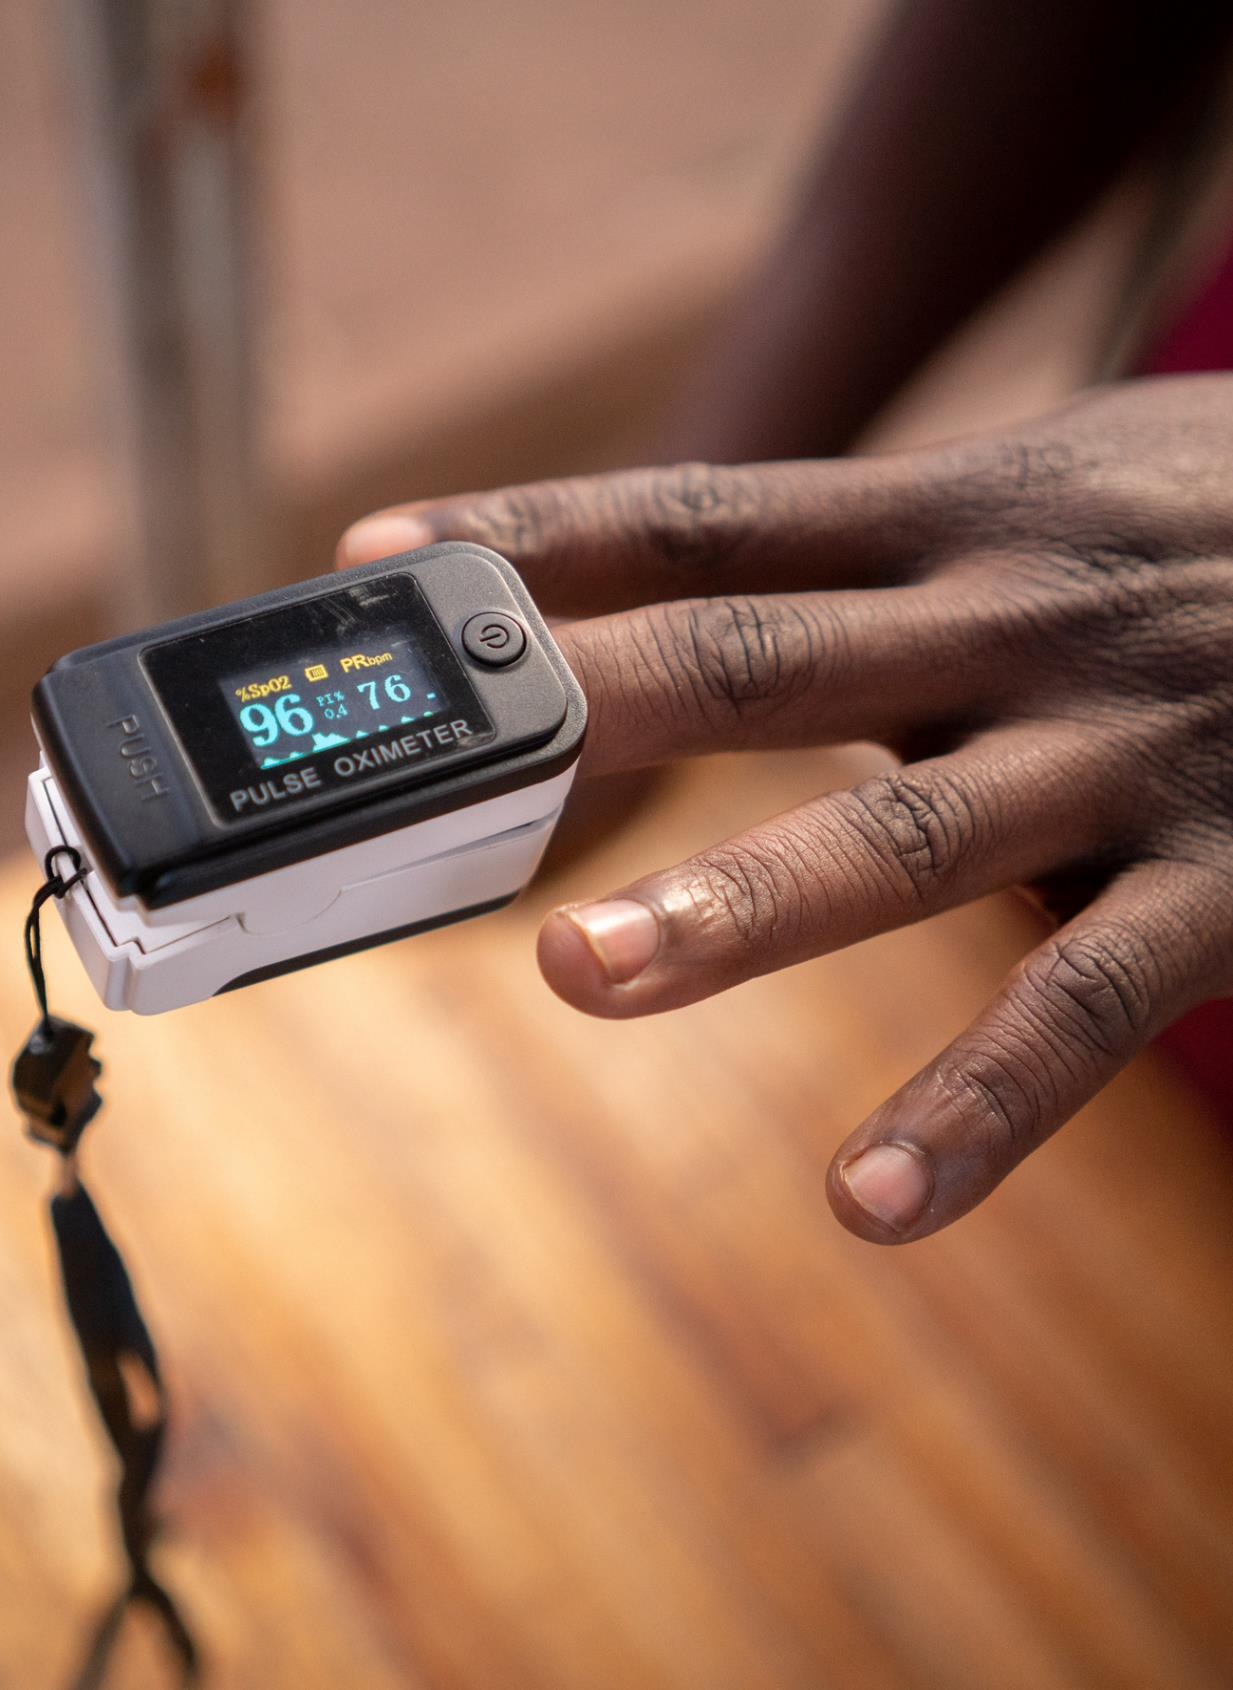 %SpO2 PRbpm
96 PI% 76
0.4
PULSE OXIMETER
PUSH